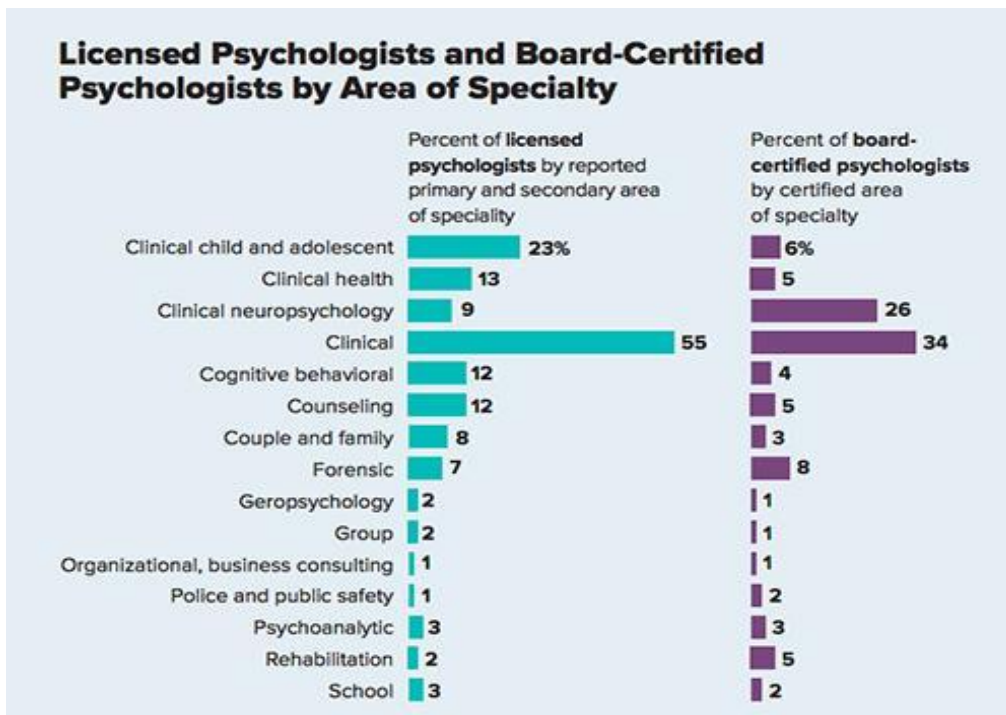 Licensed Psychologists and Board-Certified
Psychologists by Area of Specialty
Percent of licensed
psychologists by reported
primary and secondary area
of speciality
Percent of board-
certified psychologists
by certified area
of specialty
Clinical child and adolescent 23% 6%
Clinical health 13 5
Clinical neuropsychology 9 26
Clinical 55 34
Cognitive behavioral 12 4
Counseling 12 5
Couple and family 8 3
Forensic 7 8
Geropsychology 2 1
Group 2 1
Organizational, business consulting 1 1
Police and public safety 1 2
Psychoanalytic 3 3
Rehabilitation 2 5
School 3 2